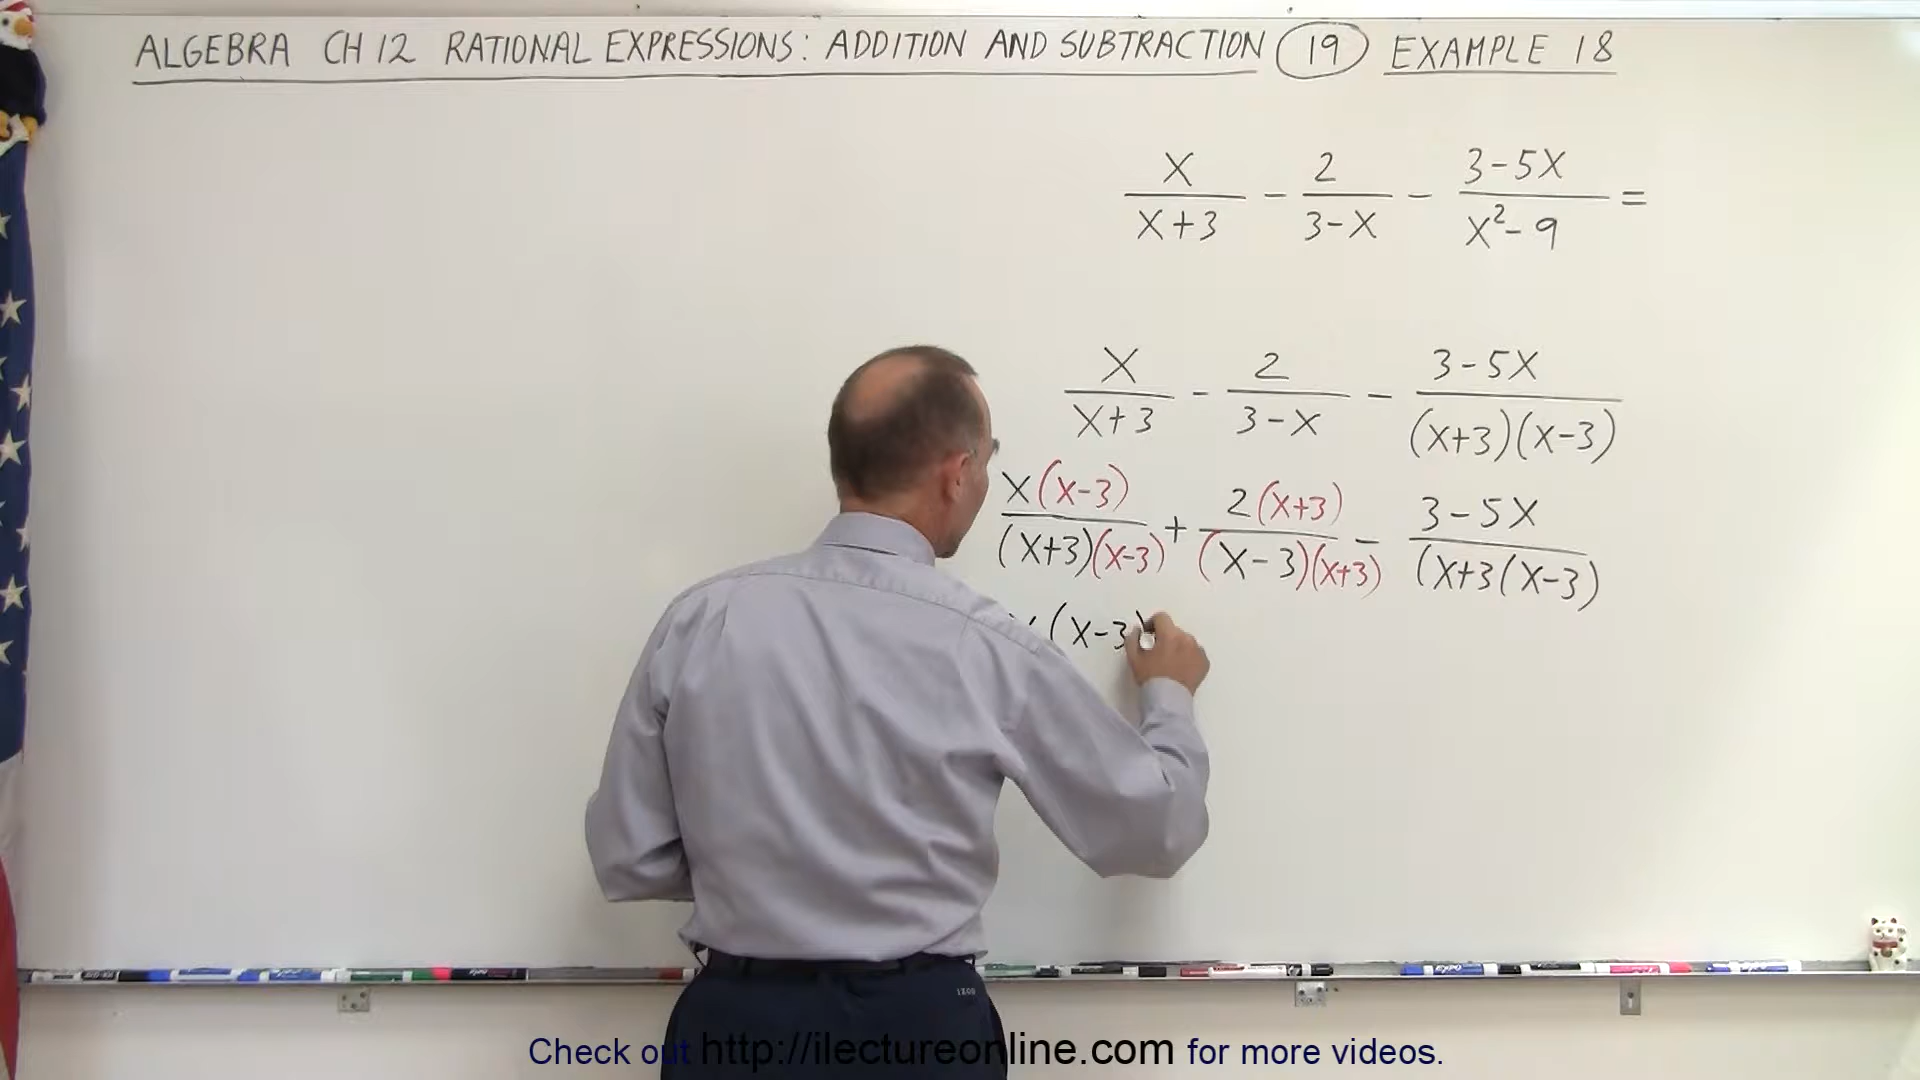 ALGEBRA CH 12 RATIONAL EXPRESSIONS: ADDITION AND SUBTRACTION 19 EXAMPLE 18
x/(x+3) - 2/(3-x) - (3-5x)/(x²-9) =
x/(x+3) - 2/(3-x) - (3-5x)/((x+3)(x-3))
x(x-3)/((x+3)(x-3)) + 2(x+3)/((x-3)(x+3)) - (3-5x)/((x+3(x-3)
(x-3)
IZOD
Check out http://ilectureonline.com for more videos.